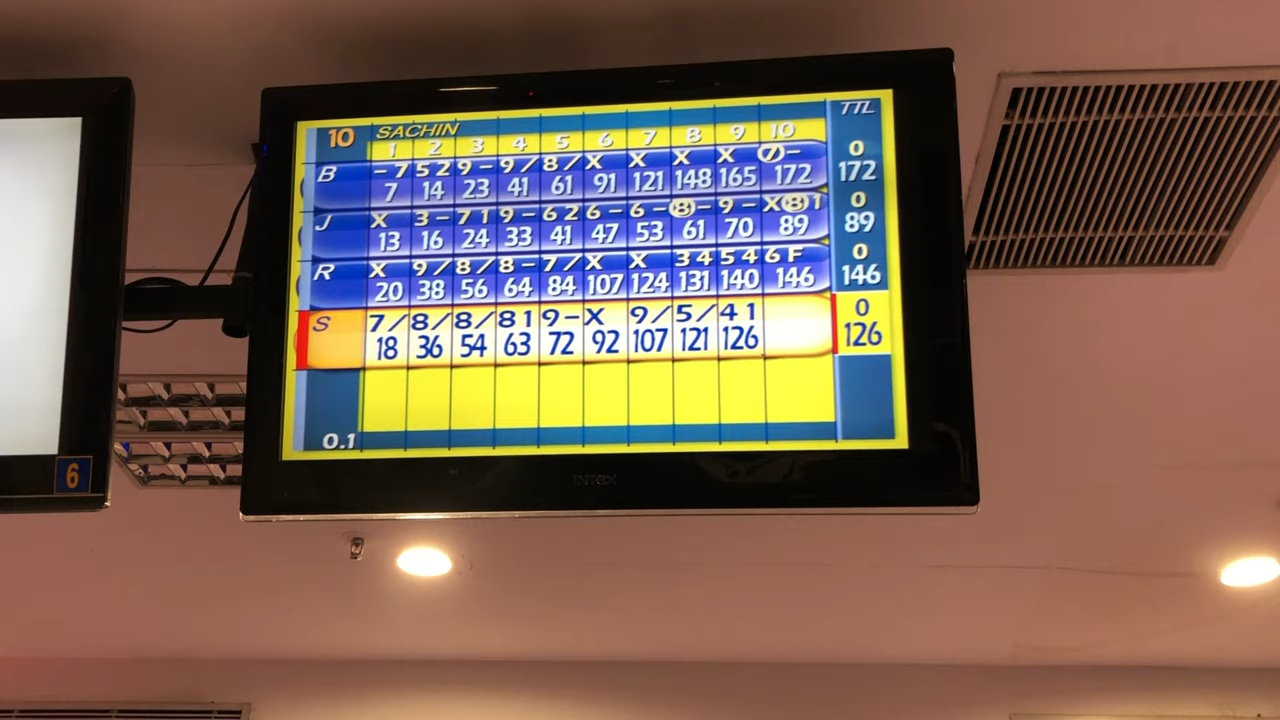 10 SACHIN TTL
1 2 3 4 5 6 7 8 9 10
B -7 52 9- 9/ 8/ X X X X 7- 0
7 14 23 41 61 91 121 148 165 172 172
J X 3- 71 9- 62 6- 6- 8- 9- X81 0
13 16 24 33 41 47 53 61 70 89 89
R X 9/ 8/ 8- 7/ X X 34 54 6F 0
20 38 56 64 84 107 124 131 140 146 146
S 7/ 8/ 8/ 81 9- X 9/ 5/ 41 0
18 36 54 63 72 92 107 121 126 126
0.1
INTEX
6